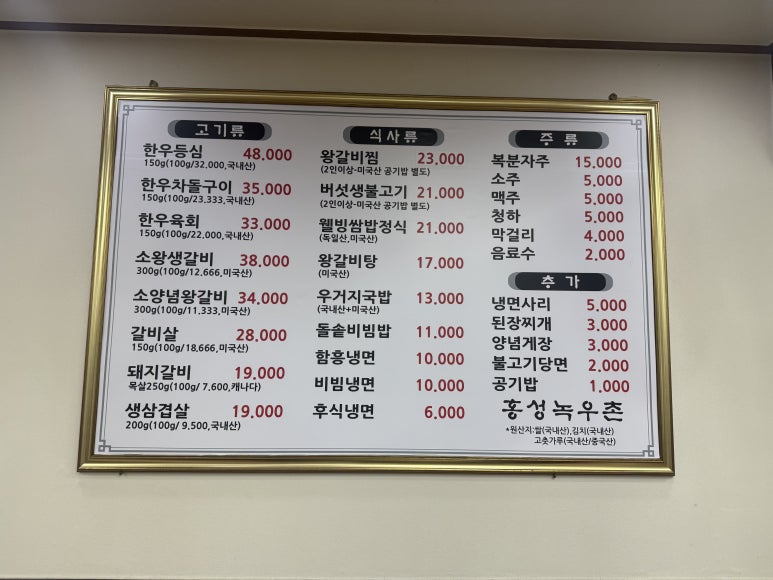 고기류
한우등심 48.000
150g(100g/32,000,국내산)
한우차돌구이 35.000
150g(100g/23.333,국내산)
한우육회 33.000
150g(100g/22,000,국내산)
소왕생갈비 38.000
300g(100g/12,666,미국산)
소양념왕갈비 34.000
300g(100g/11.333,미국산)
갈비살 28.000
150g(100g/18,666,미국산)
돼지갈비 19.000
목살250g(100g/ 7.600,캐나다)
생삼겹살 19.000
200g(100g/ 9.500,국내산)
식사류
왕갈비찜 23.000
(2인이상-미국산 공기밥 별도)
버섯생불고기 21.000
(2인이상-미국산 공기밥 별도)
웰빙쌈밥정식 21.000
(독일산,미국산)
왕갈비탕 17.000
(미국산)
우거지국밥 13.000
(국내산+미국산)
돌솥비빔밥 11.000
함흥냉면 10.000
비빔냉면 10.000
후식냉면 6.000
주류
복분자주 15.000
소주 5.000
맥주 5.000
청하 5.000
막걸리 4.000
음료수 2.000
추가
냉면사리 5.000
된장찌개 3.000
양념게장 3.000
불고기당면 2.000
공기밥 1.000
홍성녹우촌
*원산지:쌀(국내산),김치(국내산)
고춧가루(국내산/중국산)